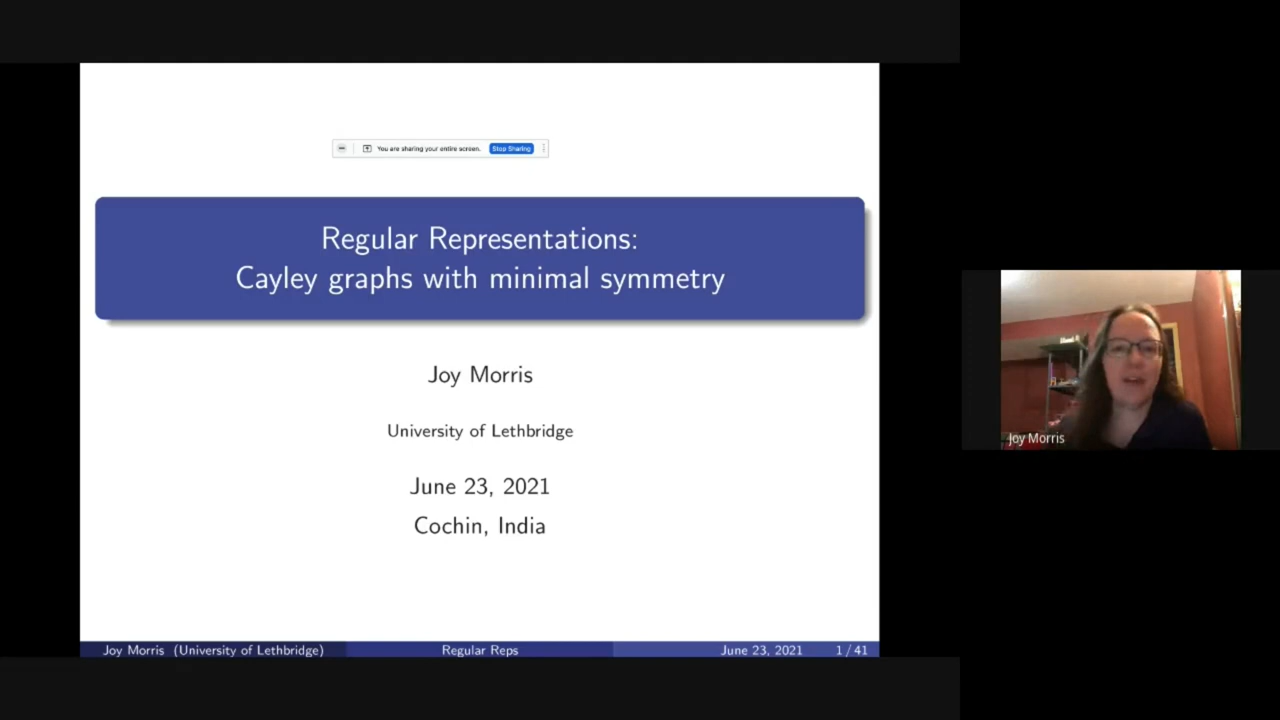 You are sharing your entire screen. Stop Sharing
Regular Representations:
Cayley graphs with minimal symmetry
Joy Morris
University of Lethbridge
June 23, 2021
Cochin, India
Joy Morris
Joy Morris (University of Lethbridge) Regular Reps June 23, 2021 1 / 41